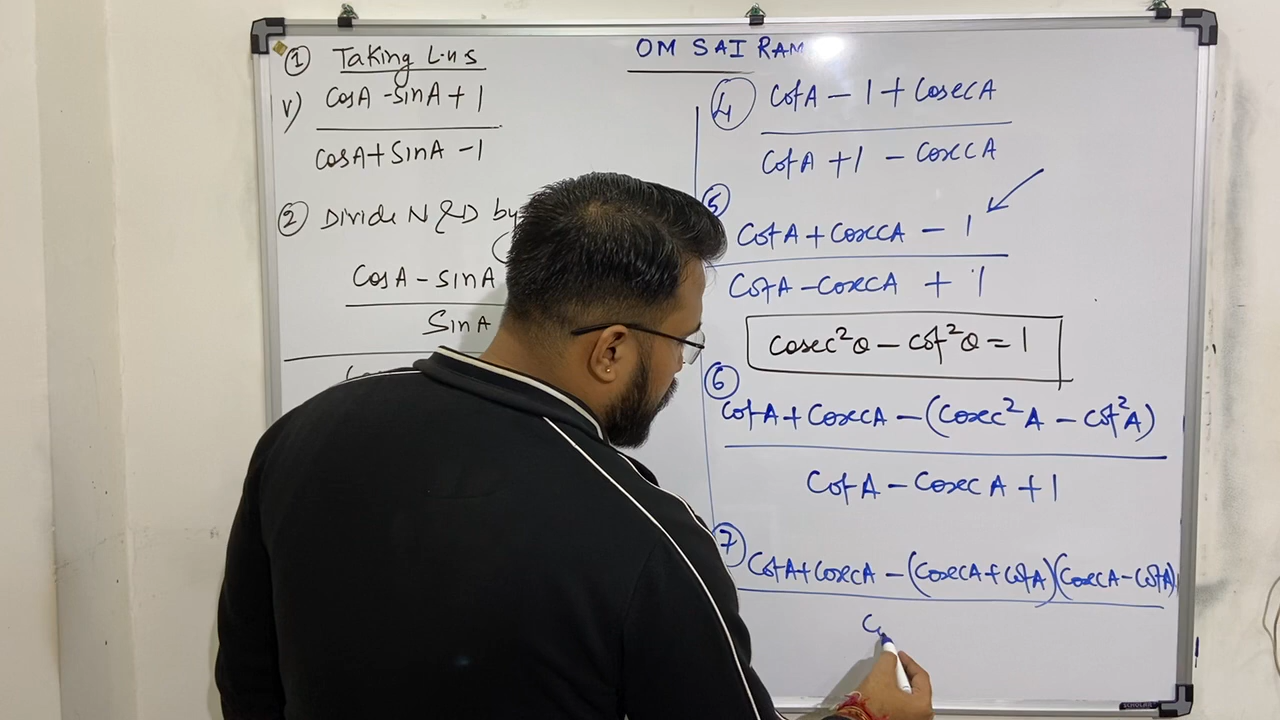 OM SAI RAM
① Taking L.H.S
v) CosA - SinA + 1
CosA + SinA - 1
② Divide N & D by
(
CosA - SinA
SinA
④ CotA - 1 + CosecA
CotA + 1 - CosecA
⑤
CotA + CosecA - 1
CotA - CosecA + 1
cosec²θ - cot²θ = 1
⑥
CotA + CosecA - (Cosec²A - Cot²A)
CotA - CosecA + 1
⑦
CotA + CosecA - (CosecA + CotA)(CosecA - CotA)
C